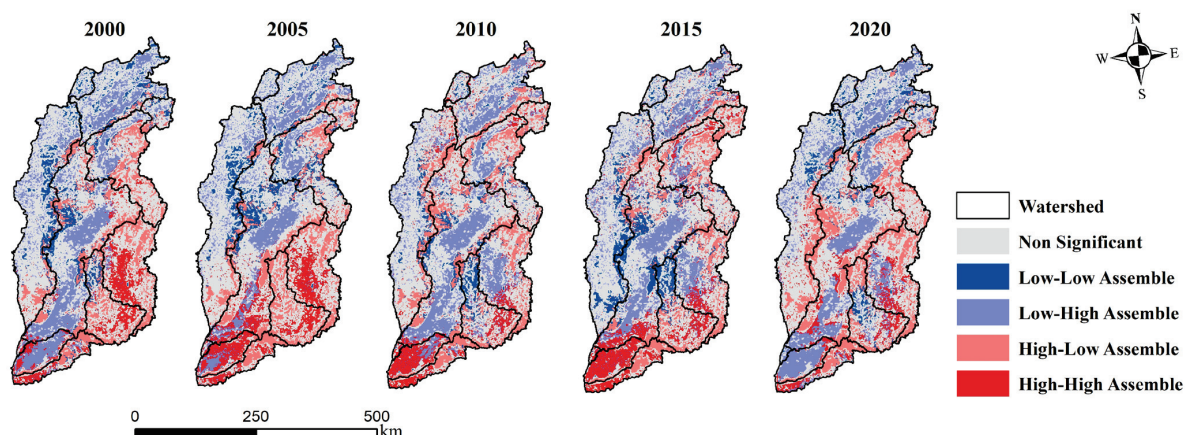 2000
2005
2010
2015
2020
N
W
E
S
Watershed
Non Significant
Low-Low Assemble
Low-High Assemble
High-Low Assemble
High-High Assemble
0
250
500
km